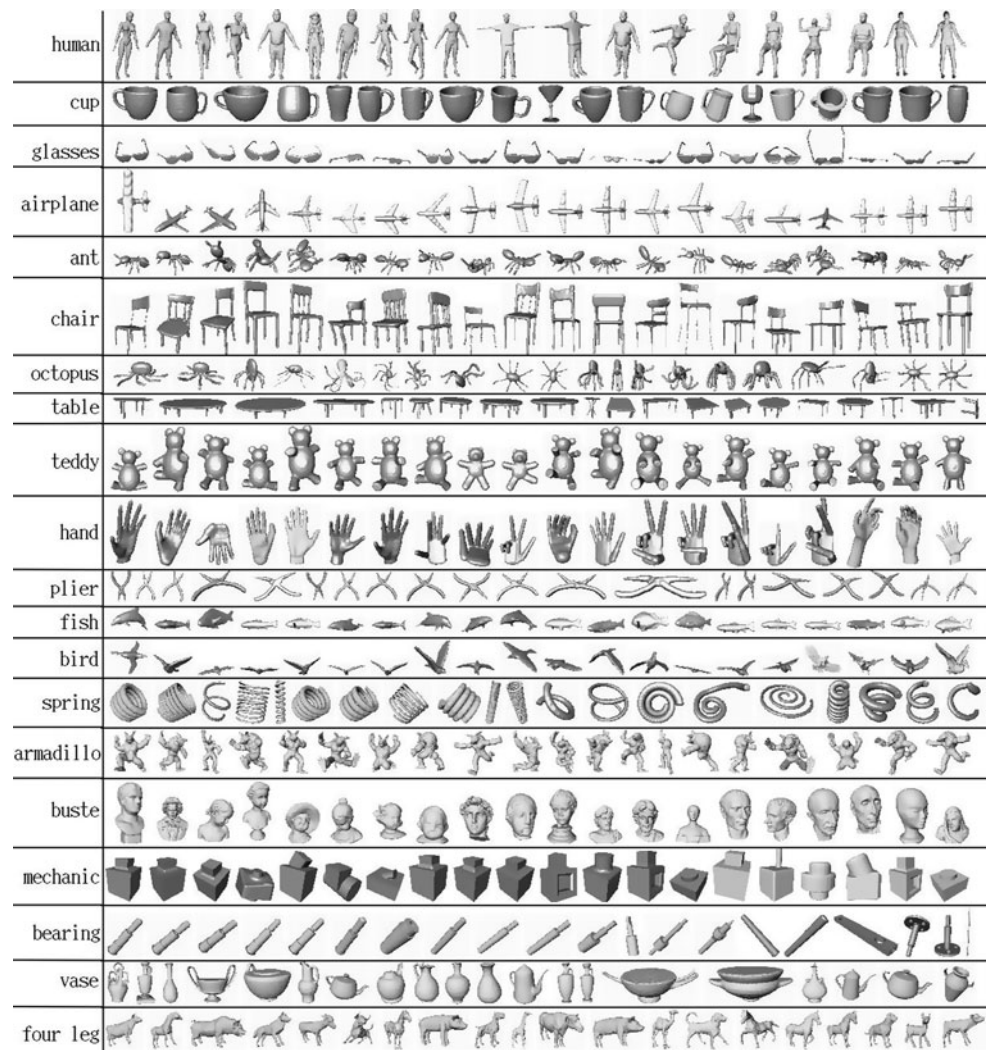 human
cup
glasses
airplane
ant
chair
octopus
table
teddy
hand
plier
fish
bird
spring
armadillo
buste
mechanic
bearing
vase
four leg